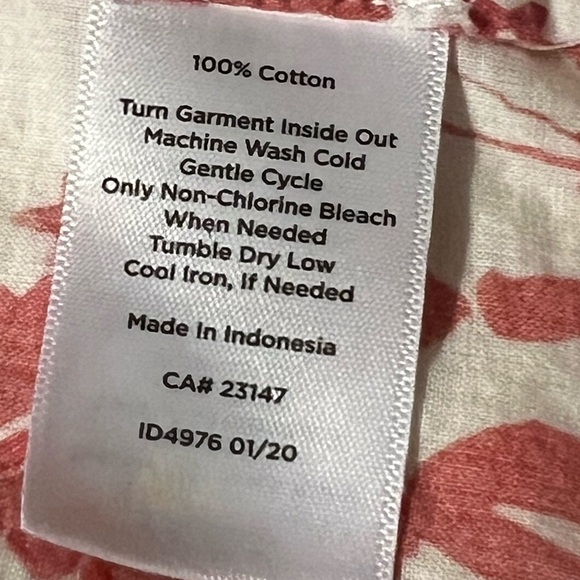 100% Cotton
Turn Garment Inside Out
Machine Wash Cold
Gentle Cycle
Only Non-Chlorine Bleach
When Needed
Tumble Dry Low
Cool Iron, If Needed
Made In Indonesia
CA# 23147
ID4976 01/20